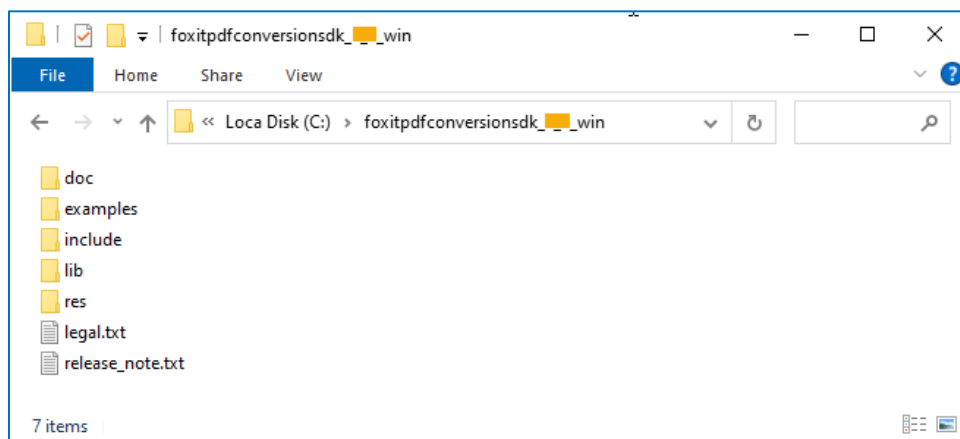 foxitpdfconversionsdk_ _ _win
File Home Share View
?
« Loca Disk (C:) › foxitpdfconversionsdk_ _ _win
doc
examples
include
lib
res
legal.txt
release_note.txt
7 items